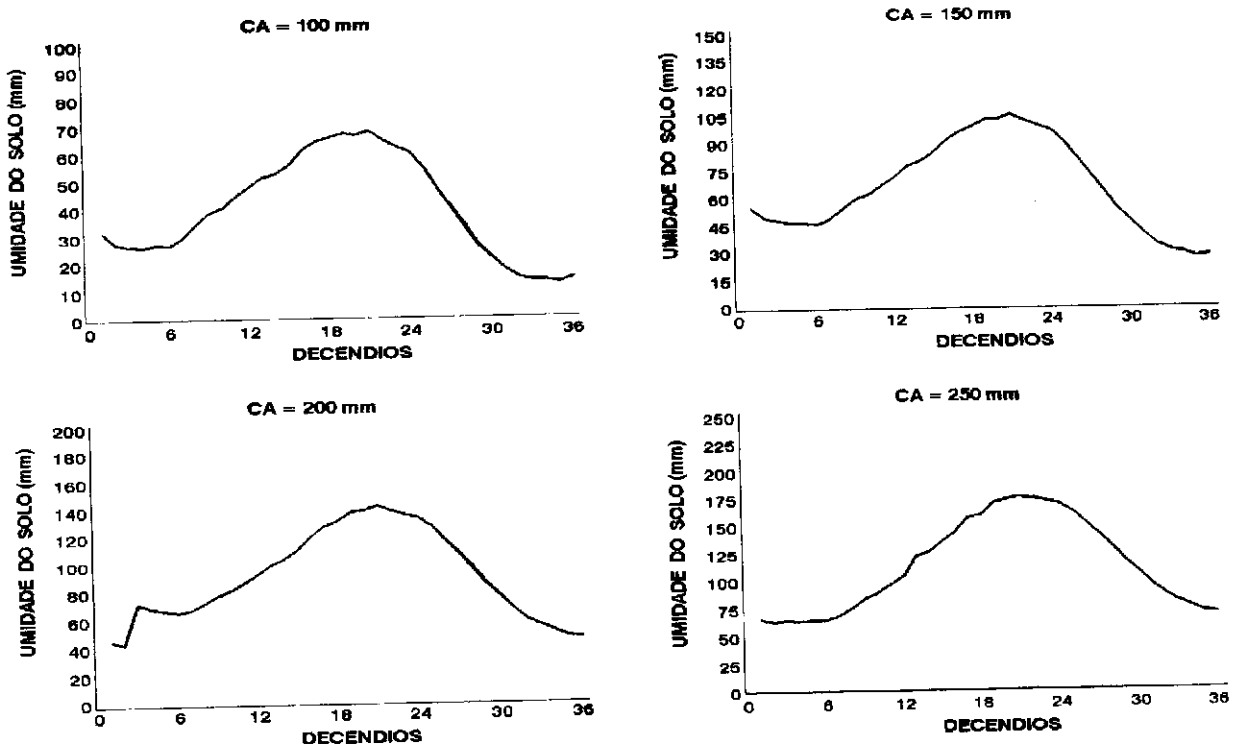 CA = 100 mm
UMIDADE DO SOLO (mm)
100
90
80
70
60
50
40
30
20
10
0
0 6 12 18 24 30 36
DECENDIOS
CA = 150 mm
UMIDADE DO SOLO (mm)
150
135
120
105
90
75
60
45
30
15
0
0 6 12 18 24 30 36
DECENDIOS
CA = 200 mm
UMIDADE DO SOLO (mm)
200
180
160
140
120
100
80
60
40
20
0
0 6 12 18 24 30 36
DECENDIOS
CA = 250 mm
UMIDADE DO SOLO (mm)
250
225
200
175
150
125
100
75
50
25
0
0 6 12 18 24 30 36
DECENDIOS